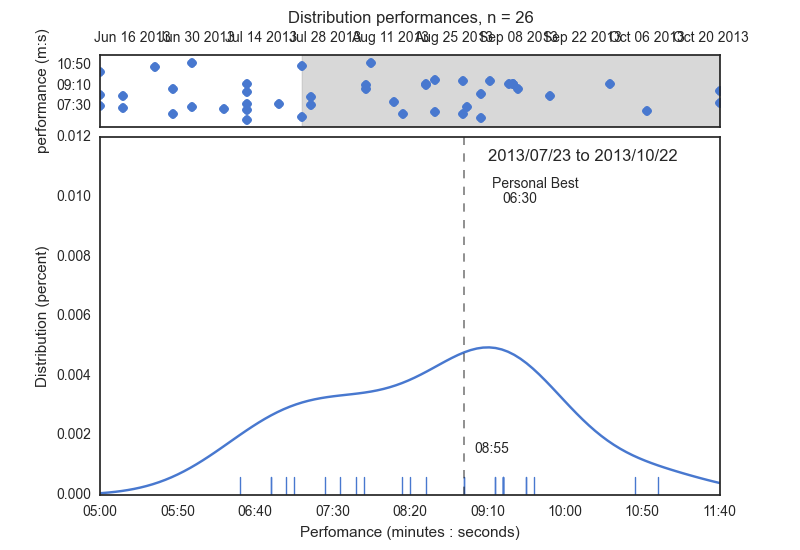 Distribution performances, n = 26
Jun 16 2013 Jun 30 2013 Jul 14 2013 Jul 28 2013 Aug 11 2013 Aug 25 2013 Sep 08 2013 Sep 22 2013 Oct 06 2013 Oct 20 2013
performance (m:s)
10:50
09:10
07:30
0.012
2013/07/23 to 2013/10/22
Personal Best
06:30
0.010
0.008
0.006
0.004
0.002
0.000
Distribution (percent)
08:55
05:00 05:50 06:40 07:30 08:20 09:10 10:00 10:50 11:40
Perfomance (minutes : seconds)